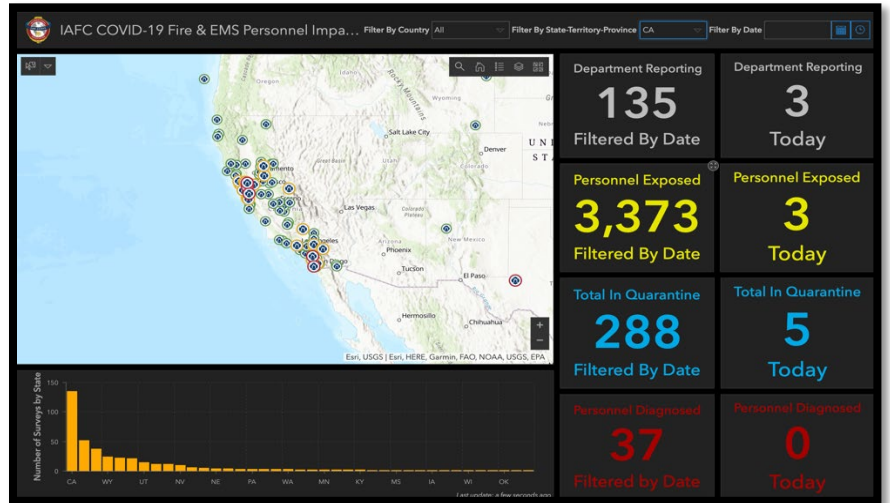 IAFC COVID-19 Fire & EMS Personnel Impa...
Filter By Country All
Filter By State-Territory-Province CA
Filter By Date
Oregon
Idaho
Wyoming
Salt Lake City
Denver
Utah
Colorado
UNI
STA
Las Vegas
Colorado
Plateau
Arizona
New Mexico
Phoenix
Tucson
El Paso
Hermosillo
Chihuahua
Esri, USGS | Esri, HERE, Garmin, FAO, NOAA, USGS, EPA
Department Reporting
135
Filtered By Date
Department Reporting
3
Today
Personnel Exposed
3,373
Filtered By Date
Personnel Exposed
3
Today
Total In Quarantine
288
Filtered By Date
Total In Quarantine
5
Today
Personnel Diagnosed
37
Filtered by Date
Personnel Diagnosed
0
Today
Number of Surveys by State
150
100
50
0
CA WY UT NV NE PA WA MN KY MS IA WI OK
Last update: a few seconds ago